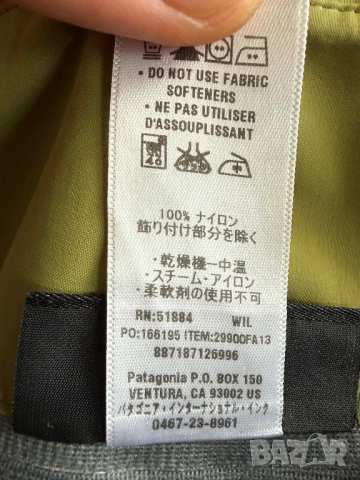 • DO NOT USE FABRIC
SOFTENERS
• NE PAS UTILISER
D'ASSOUPLISSANT
100% ナイロン
飾り付け部分を除く
・乾燥機一中温
・スチーム・アイロン
・柔軟剤の使用不可
RN:51884 WIL
PO:166195 ITEM:29900FA13
887187126996
Patagonia P.O. BOX 150
VENTURA, CA 93002 US
パタゴニア・インターナショナル・インク
0467-23-8961
BAZAR